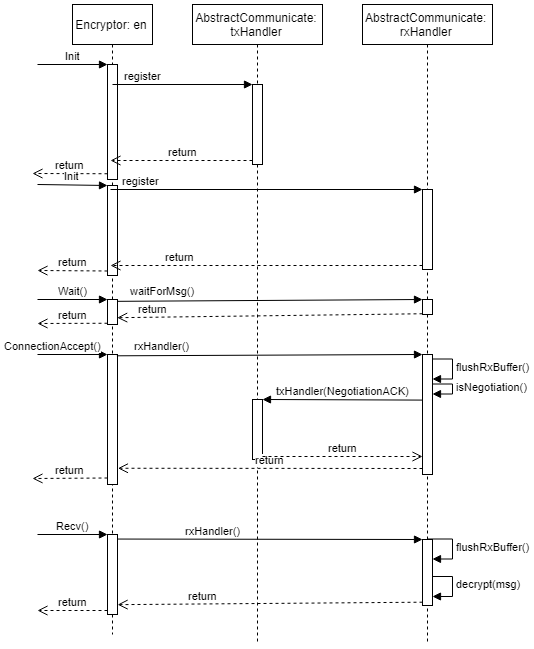 Encryptor: en
AbstractCommunicate:
txHandler
AbstractCommunicate:
rxHandler
Init
register
return
return
Init
register
return
return
Wait()
waitForMsg()
return
return
ConnectionAccept()
rxHandler()
flushRxBuffer()
isNegotiation()
txHandler(NegotiationACK)
return
return
return
Recv()
rxHandler()
flushRxBuffer()
decrypt(msg)
return
return